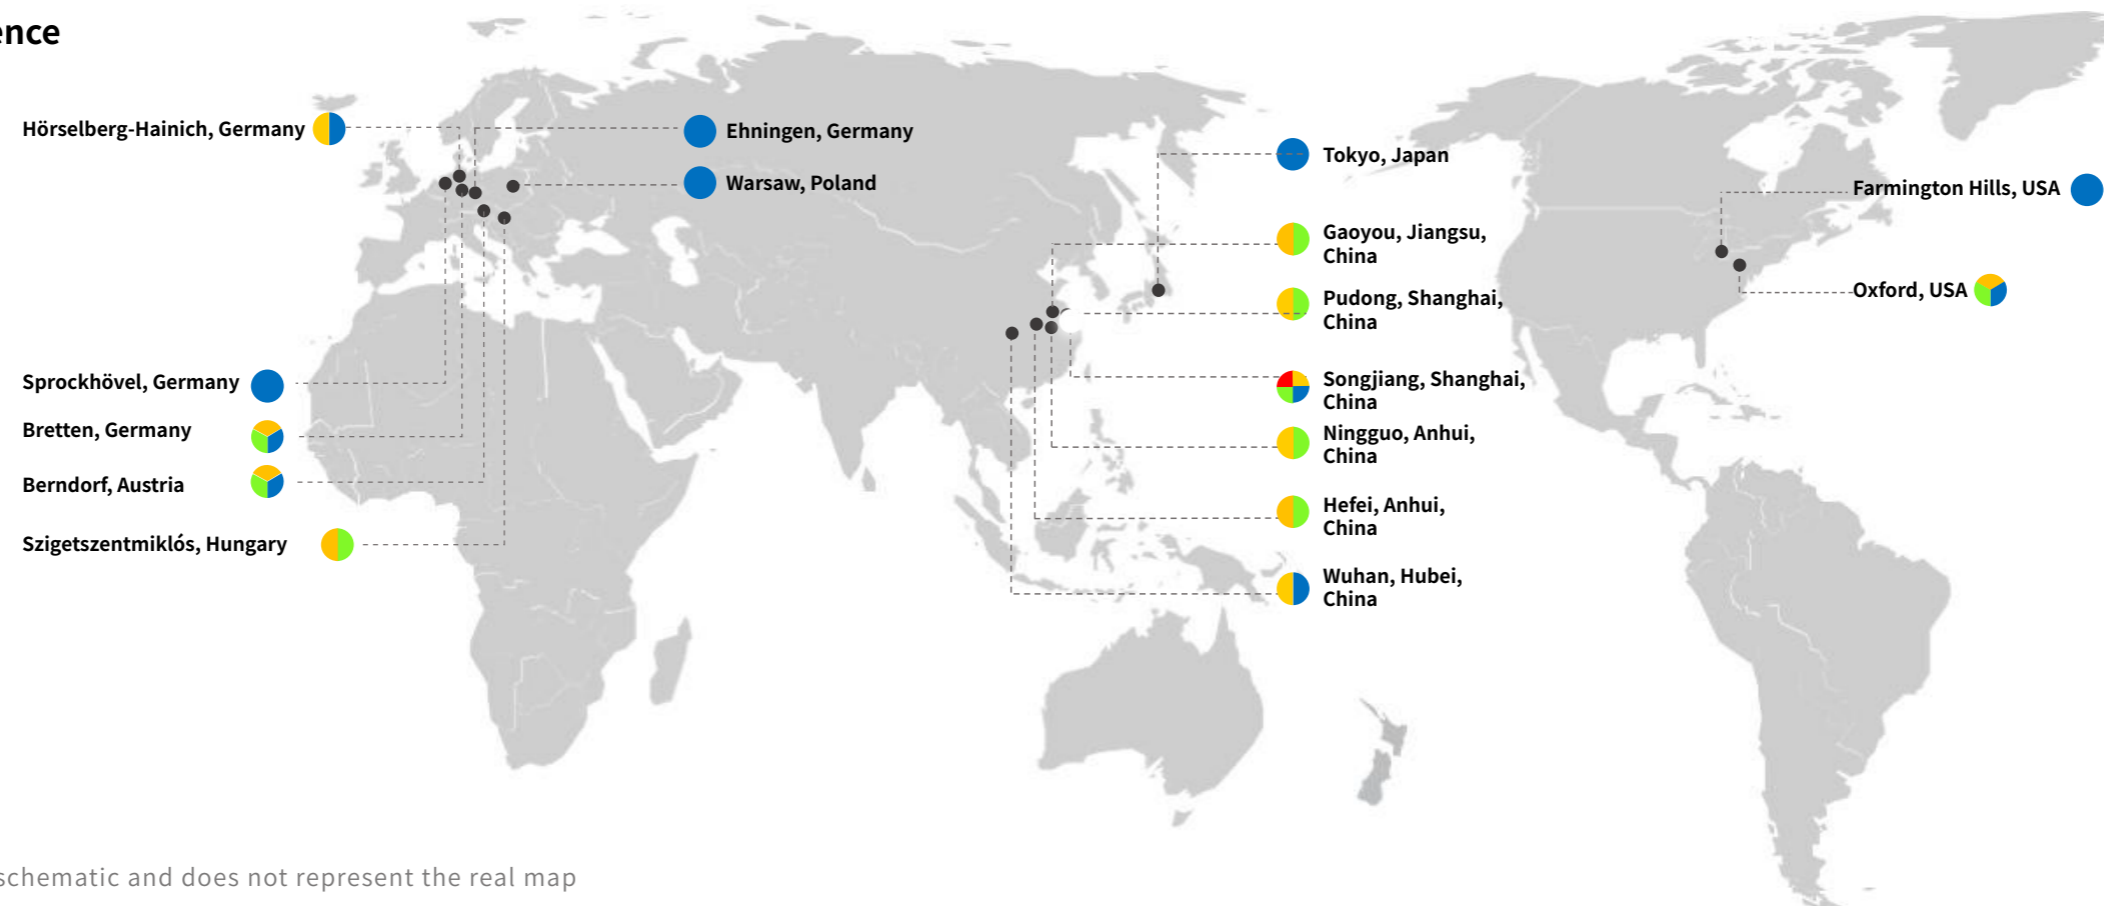 ence
Hörselberg-Hainich, Germany
Ehningen, Germany
Warsaw, Poland
Sprockhövel, Germany
Bretten, Germany
Berndorf, Austria
Szigetszentmiklós, Hungary
Tokyo, Japan
Gaoyou, Jiangsu,
China
Pudong, Shanghai,
China
Songjiang, Shanghai,
China
Ningguo, Anhui,
China
Hefei, Anhui,
China
Wuhan, Hubei,
China
Farmington Hills, USA
Oxford, USA
schematic and does not represent the real map